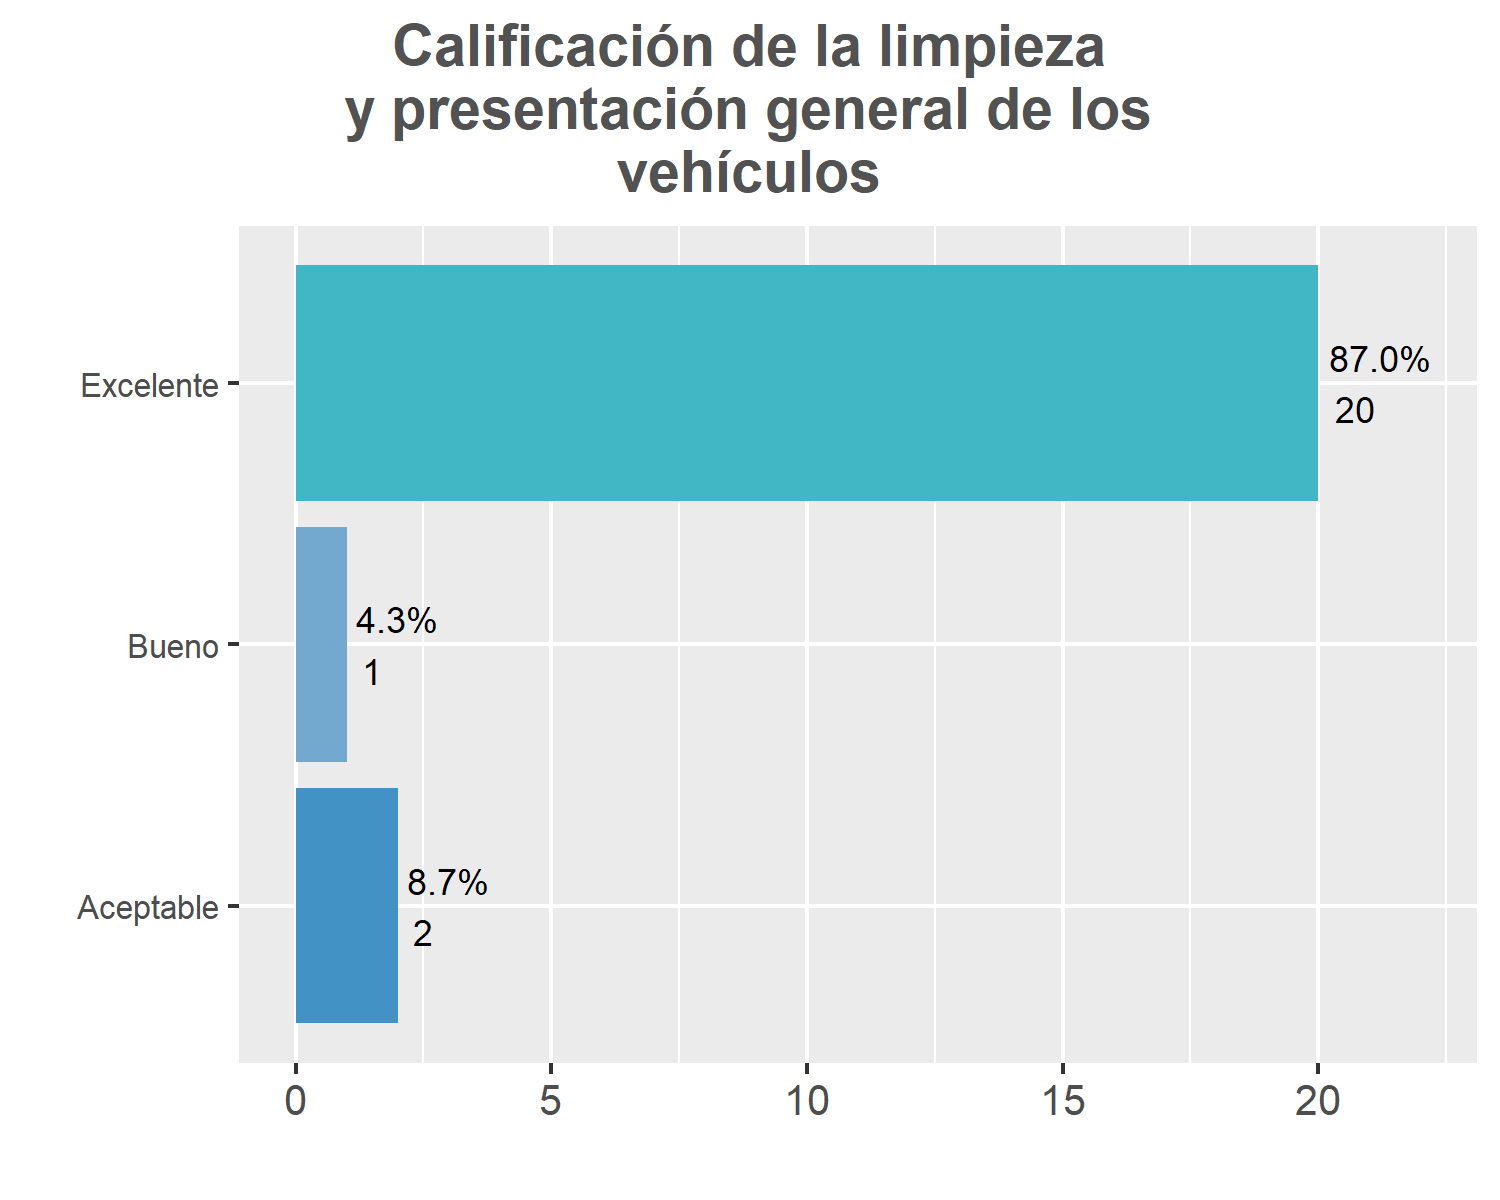 Calificación de la limpieza
y presentación general de los
vehículos
Excelente
87.0%
20
Bueno
4.3%
1
Aceptable
8.7%
2
0 5 10 15 20